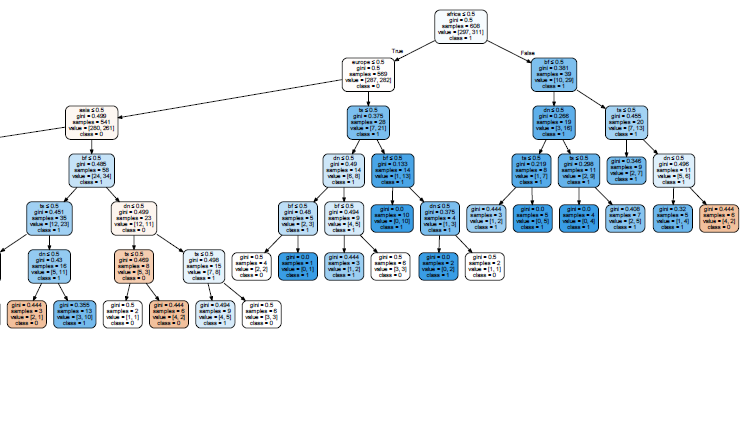 africa ≤ 0.5
gini = 0.5
samples = 608
value = [297, 311]
class = 1
True
False
europe ≤ 0.5
gini = 0.5
samples = 569
value = [287, 282]
class = 0
bf ≤ 0.5
gini = 0.381
samples = 39
value = [10, 29]
class = 1
asia ≤ 0.5
gini = 0.499
samples = 541
value = [280, 261]
class = 0
ts ≤ 0.5
gini = 0.375
samples = 28
value = [7, 21]
class = 1
dn ≤ 0.5
gini = 0.266
samples = 19
value = [3, 16]
class = 1
ts ≤ 0.5
gini = 0.455
samples = 20
value = [7, 13]
class = 1
bf ≤ 0.5
gini = 0.485
samples = 58
value = [24, 34]
class = 1
dn ≤ 0.5
gini = 0.49
samples = 14
value = [6, 8]
class = 1
bf ≤ 0.5
gini = 0.133
samples = 14
value = [1, 13]
class = 1
ts ≤ 0.5
gini = 0.219
samples = 8
value = [1, 7]
class = 1
ts ≤ 0.5
gini = 0.298
samples = 11
value = [2, 9]
class = 1
gini = 0.346
samples = 9
value = [2, 7]
class = 1
dn ≤ 0.5
gini = 0.496
samples = 11
value = [5, 6]
class = 1
ts ≤ 0.5
gini = 0.451
samples = 35
value = [12, 23]
class = 1
dn ≤ 0.5
gini = 0.499
samples = 23
value = [12, 11]
class = 0
bf ≤ 0.5
gini = 0.48
samples = 5
value = [2, 3]
class = 1
bf ≤ 0.5
gini = 0.494
samples = 9
value = [4, 5]
class = 1
gini = 0.0
samples = 10
value = [0, 10]
class = 1
dn ≤ 0.5
gini = 0.375
samples = 4
value = [1, 3]
class = 1
gini = 0.444
samples = 3
value = [1, 2]
class = 1
gini = 0.0
samples = 5
value = [0, 5]
class = 1
gini = 0.0
samples = 4
value = [0, 4]
class = 1
gini = 0.408
samples = 7
value = [2, 5]
class = 1
gini = 0.32
samples = 5
value = [1, 4]
class = 1
gini = 0.444
samples = 6
value = [4, 2]
class = 0
dn ≤ 0.5
gini = 0.43
samples = 16
value = [5, 11]
class = 1
ts ≤ 0.5
gini = 0.469
samples = 8
value = [5, 3]
class = 0
ts ≤ 0.5
gini = 0.498
samples = 15
value = [7, 8]
class = 1
gini = 0.5
samples = 4
value = [2, 2]
class = 0
gini = 0.0
samples = 1
value = [0, 1]
class = 1
gini = 0.444
samples = 3
value = [1, 2]
class = 1
gini = 0.5
samples = 6
value = [3, 3]
class = 0
gini = 0.0
samples = 2
value = [0, 2]
class = 1
gini = 0.5
samples = 2
value = [1, 1]
class = 0
gini = 0.444
samples = 3
value = [2, 1]
class = 0
gini = 0.355
samples = 13
value = [3, 10]
class = 1
gini = 0.5
samples = 2
value = [1, 1]
class = 0
gini = 0.444
samples = 6
value = [4, 2]
class = 0
gini = 0.494
samples = 9
value = [4, 5]
class = 1
gini = 0.5
samples = 6
value = [3, 3]
class = 0